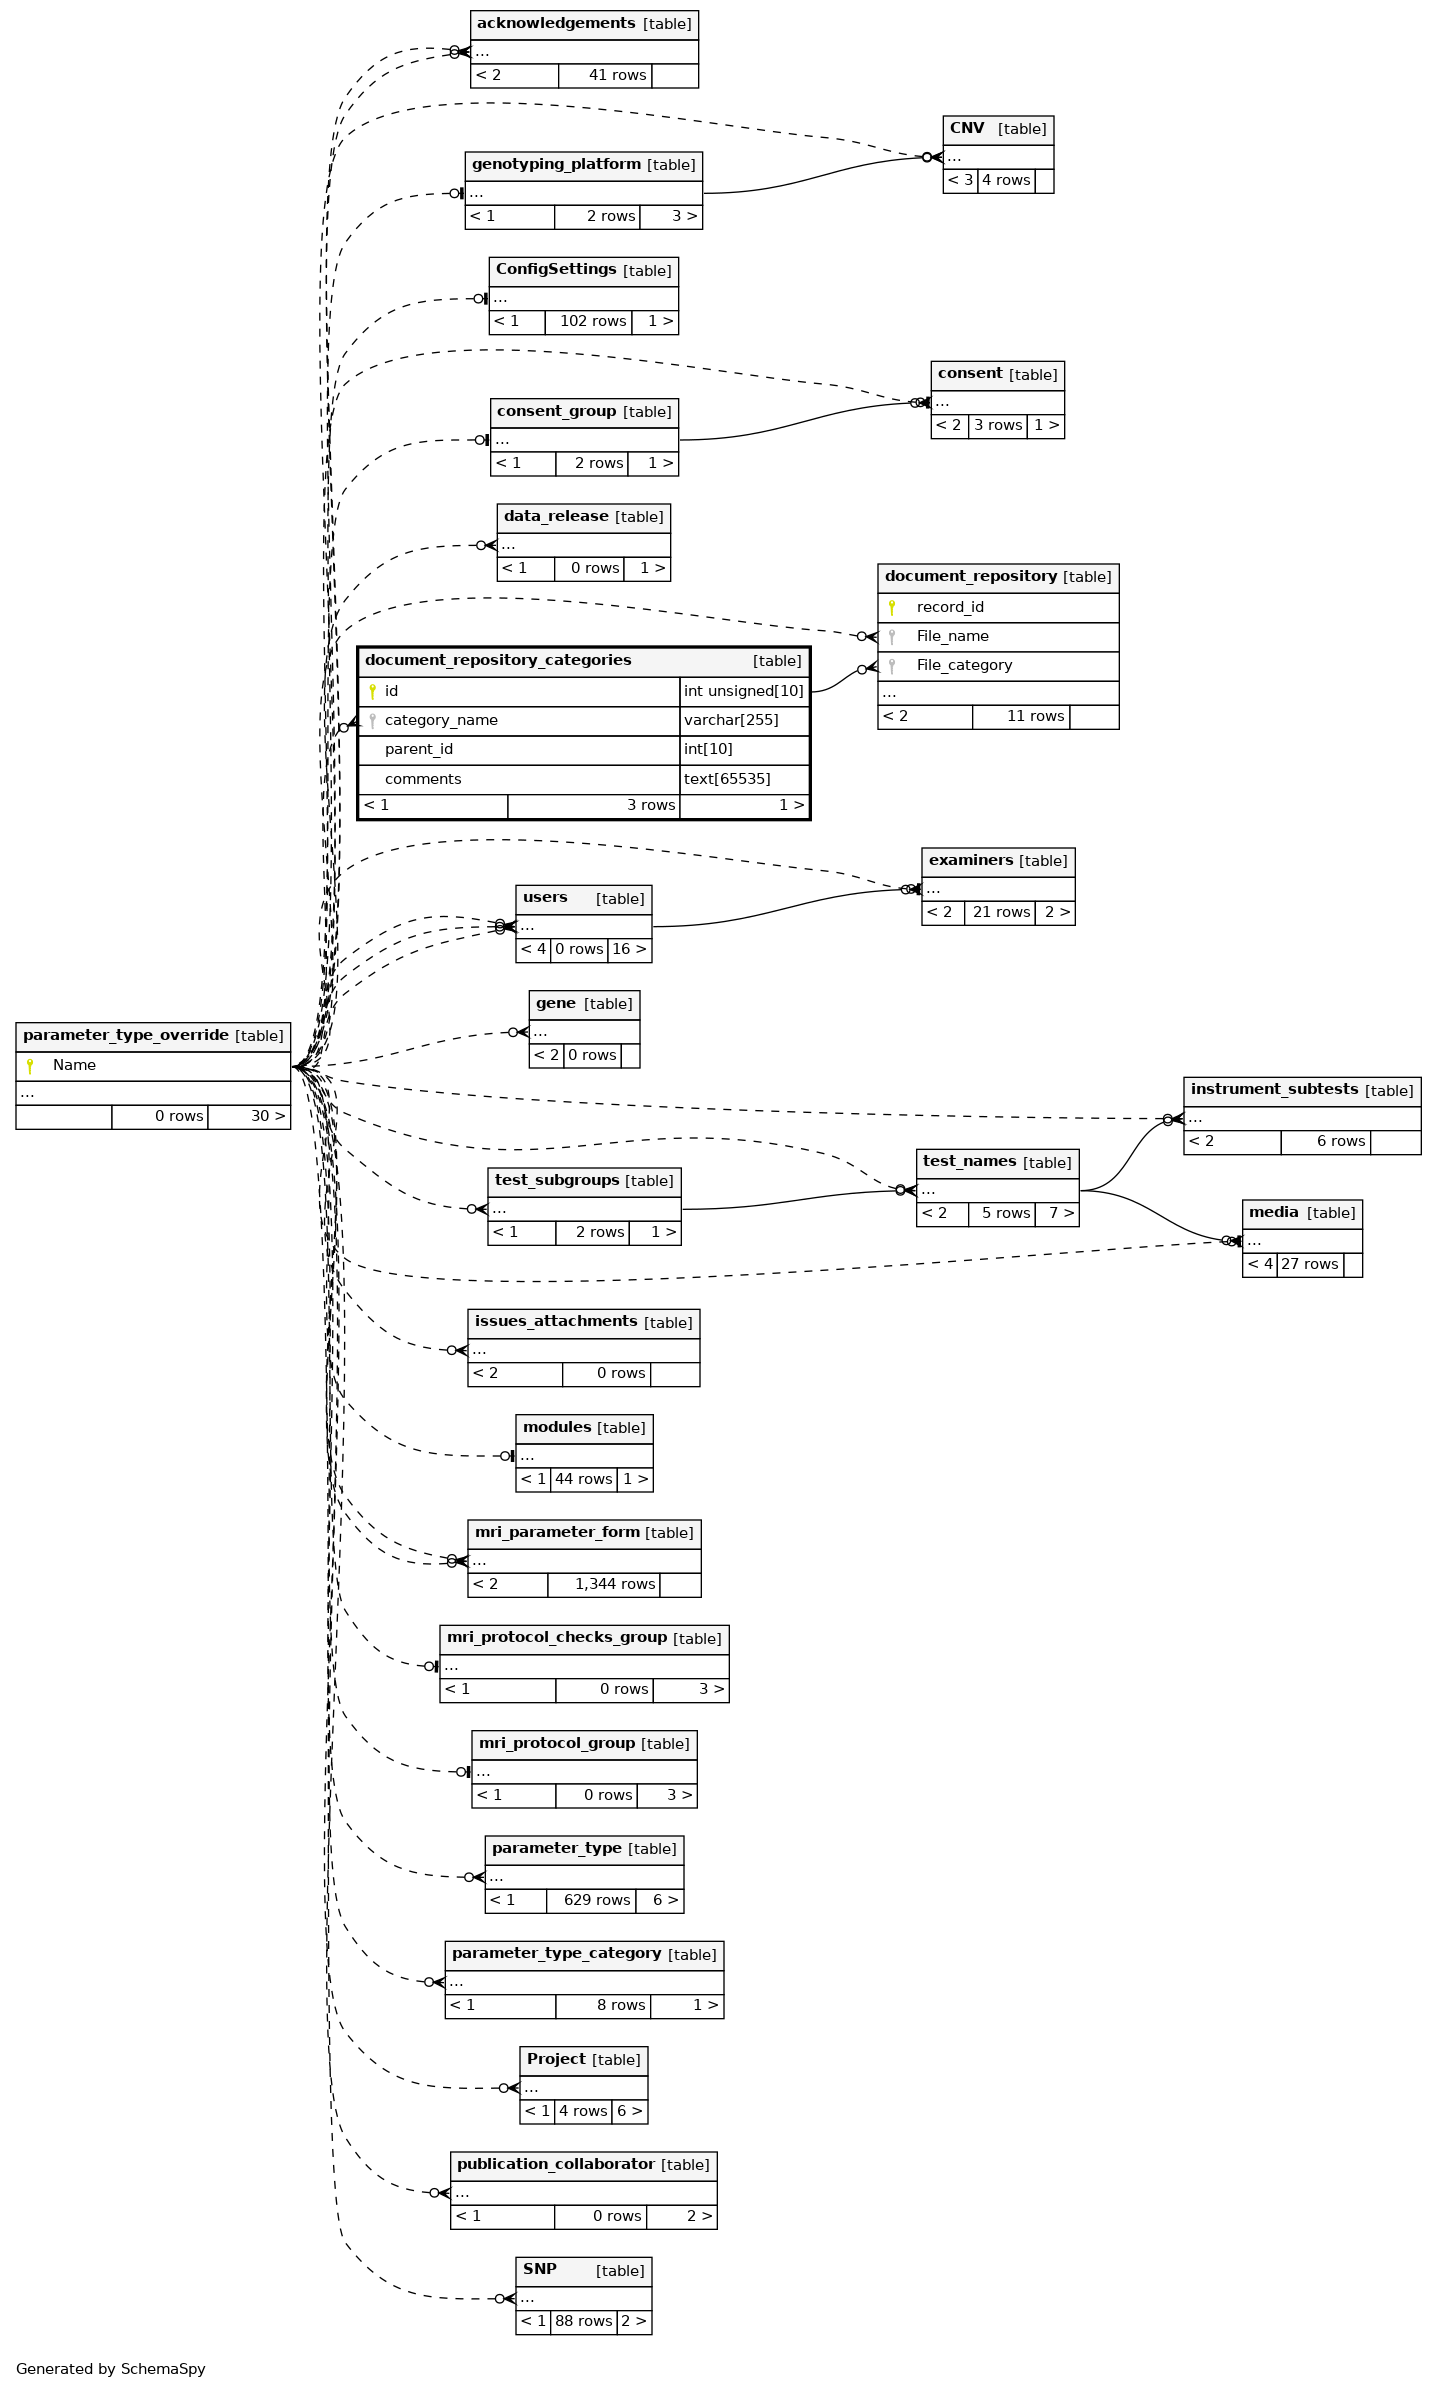 acknowledgements [table]
...
< 2 41 rows
CNV [table]
...
< 3 4 rows
genotyping_platform [table]
...
< 1 2 rows 3 >
ConfigSettings [table]
...
< 1 102 rows 1 >
consent [table]
...
< 2 3 rows 1 >
consent_group [table]
...
< 1 2 rows 1 >
data_release [table]
...
< 1 0 rows 1 >
document_repository [table]
record_id
File_name
File_category
...
< 2 11 rows
document_repository_categories [table]
id int unsigned[10]
category_name varchar[255]
parent_id int[10]
comments text[65535]
< 1 3 rows 1 >
examiners [table]
...
< 2 21 rows 2 >
users [table]
...
< 4 0 rows 16 >
gene [table]
...
< 2 0 rows
parameter_type_override [table]
Name
...
0 rows 30 >
instrument_subtests [table]
...
< 2 6 rows
test_names [table]
...
< 2 5 rows 7 >
test_subgroups [table]
...
< 1 2 rows 1 >
media [table]
...
< 4 27 rows
issues_attachments [table]
...
< 2 0 rows
modules [table]
...
< 1 44 rows 1 >
mri_parameter_form [table]
...
< 2 1,344 rows
mri_protocol_checks_group [table]
...
< 1 0 rows 3 >
mri_protocol_group [table]
...
< 1 0 rows 3 >
parameter_type [table]
...
< 1 629 rows 6 >
parameter_type_category [table]
...
< 1 8 rows 1 >
Project [table]
...
< 1 4 rows 6 >
publication_collaborator [table]
...
< 1 0 rows 2 >
SNP [table]
...
< 1 88 rows 2 >
Generated by SchemaSpy